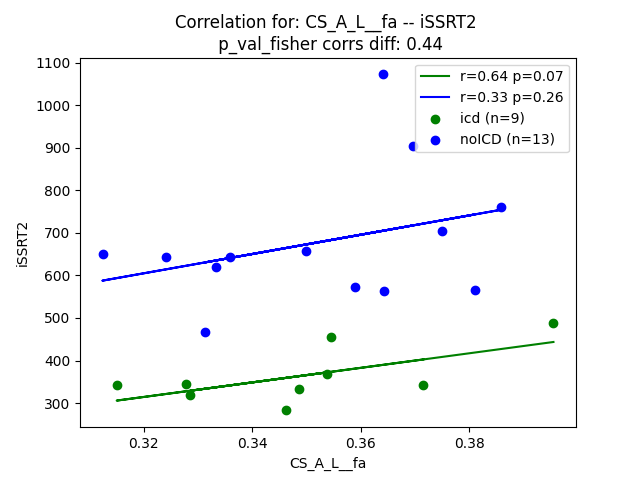 Correlation for: CS_A_L__fa -- iSSRT2
p_val_fisher corrs diff: 0.44
1100
1000
900
800
700
600
500
400
300
iSSRT2
r=0.64 p=0.07
r=0.33 p=0.26
icd (n=9)
noICD (n=13)
0.32 0.34 0.36 0.38
CS_A_L__fa